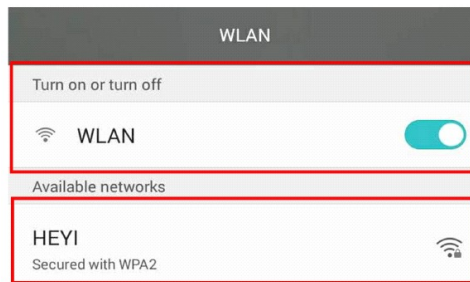 WLAN
Turn on or turn off
WLAN
Available networks
HEYI
Secured with WPA2